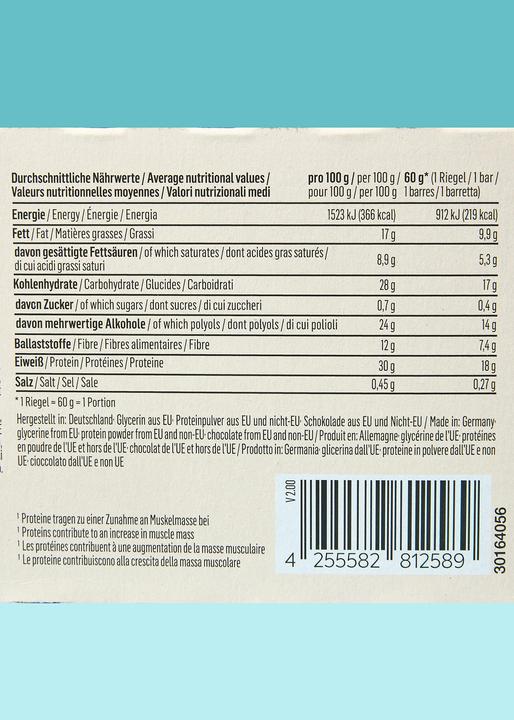 Durchschnittliche Nährwerte / Average nutritional values / pro 100 g / per 100 g / 60 g* (1 Riegel / 1 bar /
Valeurs nutritionnelles moyennes / Valori nutrizionali medi pour 100 g / per 100 g 1 barres / 1 barretta)
Energie / Energy / Énergie / Energia 1523 kJ (366 kcal) 912 kJ (219 kcal)
Fett / Fat / Matières grasses / Grassi 17 g 9,9 g
davon gesättigte Fettsäuren / of which saturates / dont acides gras saturés /
di cui acidi grassi saturi 8,9 g 5,3 g
Kohlenhydrate / Carbohydrate / Glucides / Carboidrati 28 g 17 g
davon Zucker / of which sugars / dont sucres / di cui zuccheri 0,7 g 0,4 g
davon mehrwertige Alkohole / of which polyols / dont polyols / di cui polioli 24 g 14 g
Ballaststoffe / Fibre / Fibres alimentaires / Fibre 12 g 7,4 g
Eiweiß / Protein / Protéines / Proteine 30 g 18 g
Salz / Salt / Sel / Sale 0,45 g 0,27 g
* 1 Riegel = 60 g = 1 Portion
Hergestellt in: Deutschland· Glycerin aus EU· Proteinpulver aus EU und nicht-EU· Schokolade aus EU und Nicht-EU / Made in: Germany·
glycerine from EU· protein powder from EU and non-EU· chocolate from EU and non-EU / Produit en: Allemagne· glycérine de l'UE· protéines
en poudre de l'UE et hors de l'UE· chocolat de l'UE et hors de l'UE / Prodotto in: Germania· glicerina dall'UE· proteine in polvere dall'UE e non
UE· cioccolato dall'UE e non UE
¹ Proteine tragen zu einer Zunahme an Muskelmasse bei
¹ Proteins contribute to an increase in muscle mass
¹ Les protéines contribuent à une augmentation de la masse musculaire
¹ Le proteine contribuiscono alla crescita della massa muscolare
V 2.00
4 255582 812589
30164056